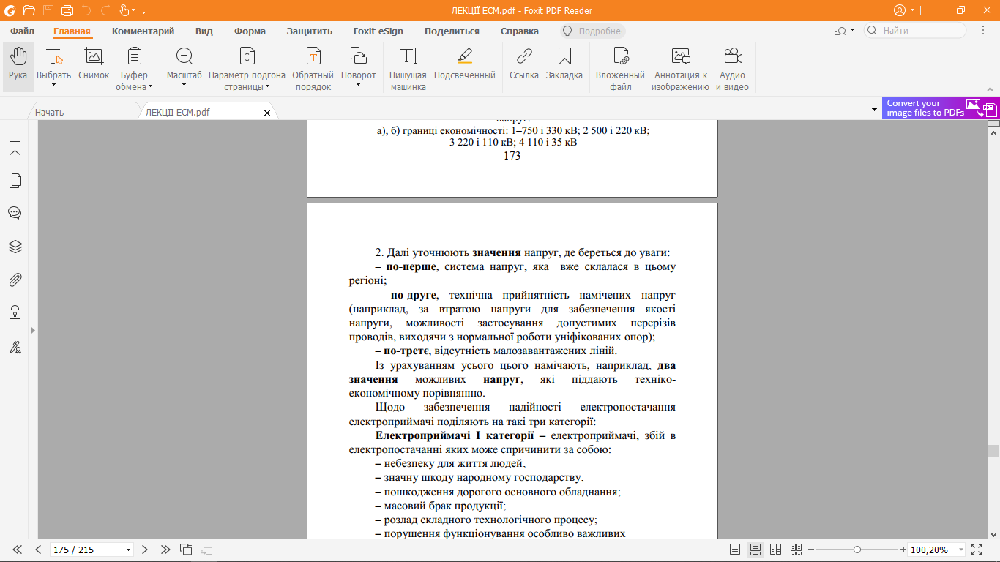 ЛЕКЦІЇ ЕСМ.pdf - Foxit PDF Reader
Файл Главная Комментарий Вид Форма Защитить Foxit eSign Поделиться Справка Подробнее Найти
Рука
Выбрать
Снимок
Буфер обмена
Масштаб
Параметр подгона страницы
Обратный порядок
Поворот
Пишущая машинка
Подсвеченный
Ссылка
Закладка
Вложенный файл
Аннотация к изображению
Аудио и видео
Начать
ЛЕКЦІЇ ЕСМ.pdf
Convert your
image files to PDFs
PDF
напруг:
а), б) границі економічності: 1–750 і 330 кВ; 2 500 і 220 кВ;
3 220 і 110 кВ; 4 110 і 35 кВ
173
2. Далі уточнюють значення напруг, де береться до уваги:
– по-перше, система напруг, яка вже склалася в цьому
регіоні;
– по-друге, технічна прийнятність намічених напруг
(наприклад, за втратою напруги для забезпечення якості
напруги, можливості застосування допустимих перерізів
проводів, виходячи з нормальної роботи уніфікованих опор);
– по-третє, відсутність малозавантажених ліній.
Із урахуванням усього цього намічають, наприклад, два
значення можливих напруг, які піддають техніко-
економічному порівнянню.
Щодо забезпечення надійності електропостачання
електроприймачі поділяють на такі три категорії:
Електроприймачі І категорії – електроприймачі, збій в
електропостачанні яких може спричинити за собою:
– небезпеку для життя людей;
– значну шкоду народному господарству;
– пошкодження дорогого основного обладнання;
– масовий брак продукції;
– розлад складного технологічного процесу;
– порушення функціонування особливо важливих
175 / 215
100,20%